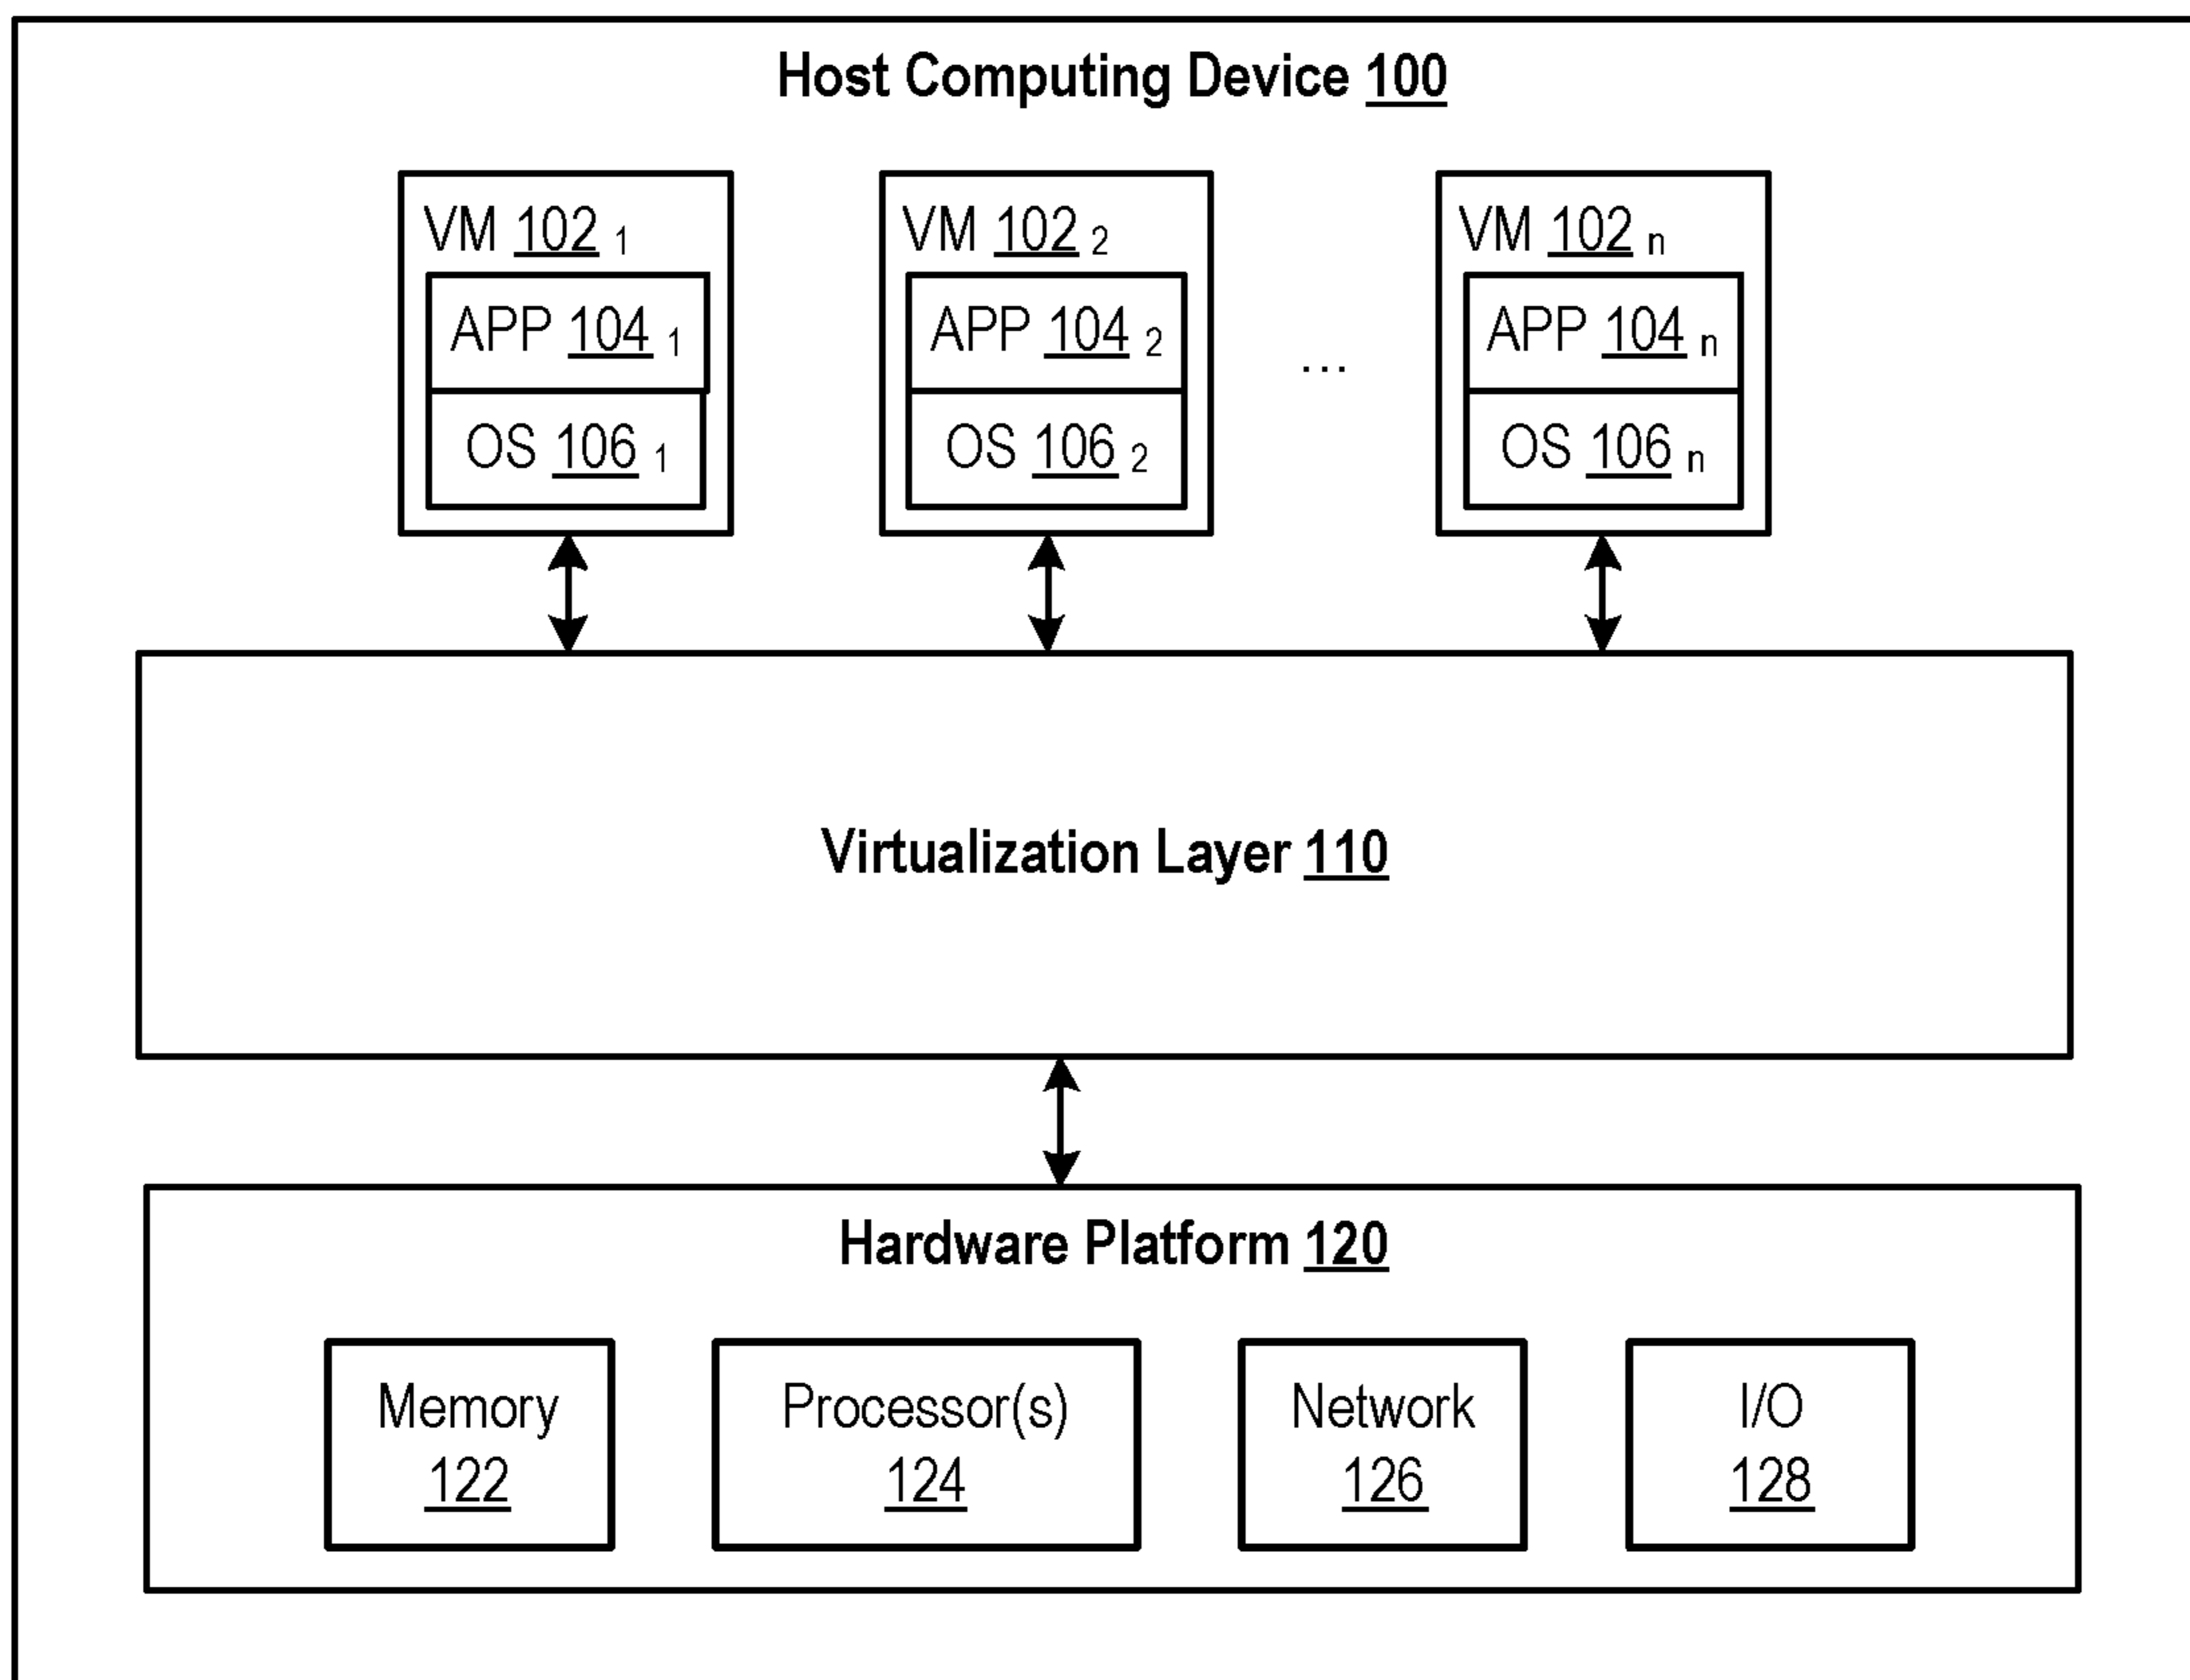 Host Computing Device 100
VM 102 1 VM 102 2 VM 102 n
APP 104 1 APP 104 2 APP 104 n
...
OS 106 1 OS 106 2 OS 106 n
Virtualization Layer 110
Hardware Platform 120
Memory Processor(s) Network I/O
122 124 126 128